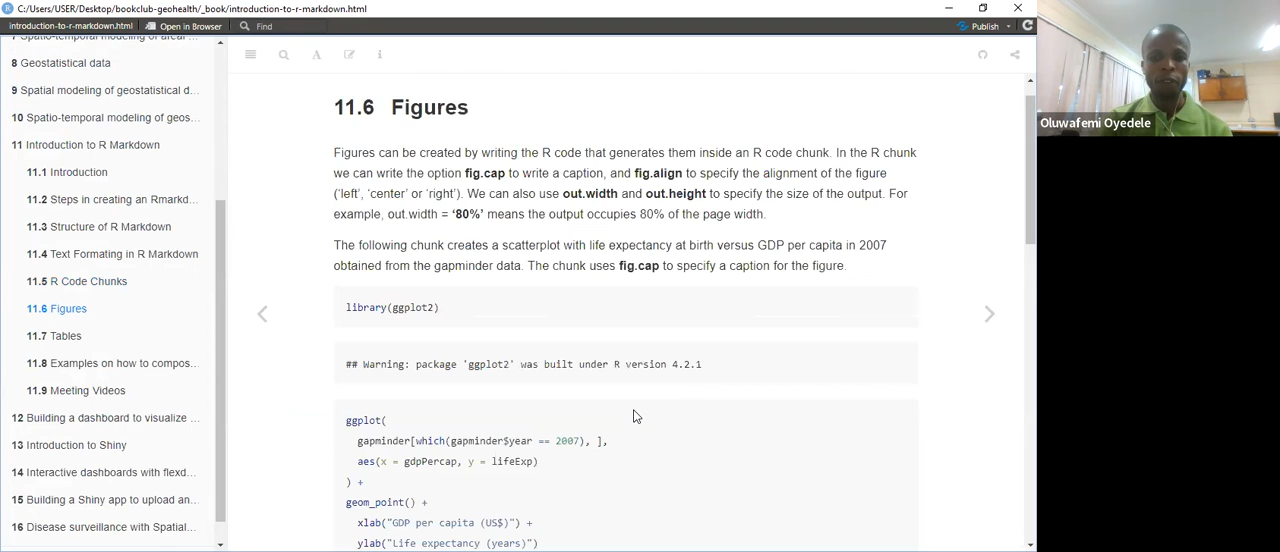 C:/Users/USER/Desktop/bookclub-geohealth/_book/introduction-to-r-markdown.html
introduction-to-r-markdown.html Open in Browser Find Publish
8 Geostatistical data
9 Spatial modeling of geostatistical d...
10 Spatio-temporal modeling of geos...
11 Introduction to R Markdown
11.1 Introduction
11.2 Steps in creating an Rmarkd...
11.3 Structure of R Markdown
11.4 Text Formating in R Markdown
11.5 R Code Chunks
11.6 Figures
11.7 Tables
11.8 Examples on how to compos...
11.9 Meeting Videos
12 Building a dashboard to visualize ...
13 Introduction to Shiny
14 Interactive dashboards with flexd...
15 Building a Shiny app to upload an...
16 Disease surveillance with Spatial...
11.6 Figures
Figures can be created by writing the R code that generates them inside an R code chunk. In the R chunk
we can write the option fig.cap to write a caption, and fig.align to specify the alignment of the figure
(‘left’, ‘center’ or ‘right’). We can also use out.width and out.height to specify the size of the output. For
example, out.width = ‘80%’ means the output occupies 80% of the page width.
The following chunk creates a scatterplot with life expectancy at birth versus GDP per capita in 2007
obtained from the gapminder data. The chunk uses fig.cap to specify a caption for the figure.
library(ggplot2)
## Warning: package 'ggplot2' was built under R version 4.2.1
ggplot(
gapminder[which(gapminder$year == 2007), ],
aes(x = gdpPercap, y = lifeExp)
) +
geom_point() +
xlab("GDP per capita (US$)") +
ylab("Life expectancy (years)")
Oluwafemi Oyedele